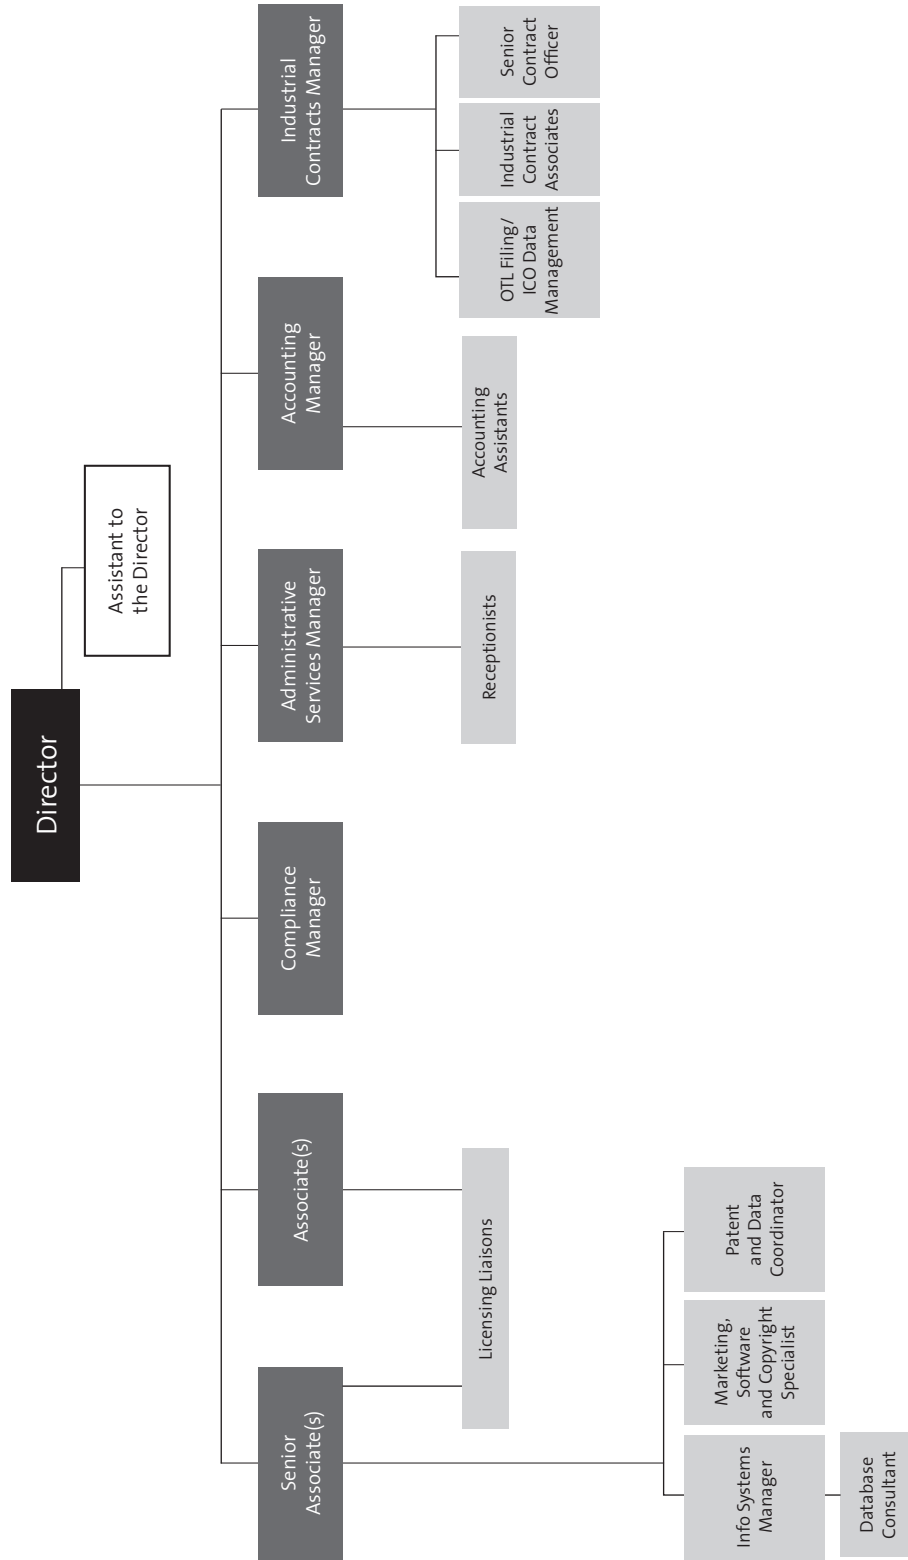 Director
Assistant to
the Director
Senior
Associate(s)
Associate(s)
Compliance
Manager
Administrative
Services Manager
Accounting
Manager
Industrial
Contracts Manager
Licensing Liaisons
Receptionists
Accounting
Assistants
OTL Filing/
ICO Data
Management
Industrial
Contract
Associates
Senior
Contract
Officer
Info Systems
Manager
Marketing,
Software
and Copyright
Specialist
Patent
and Data
Coordinator
Database
Consultant